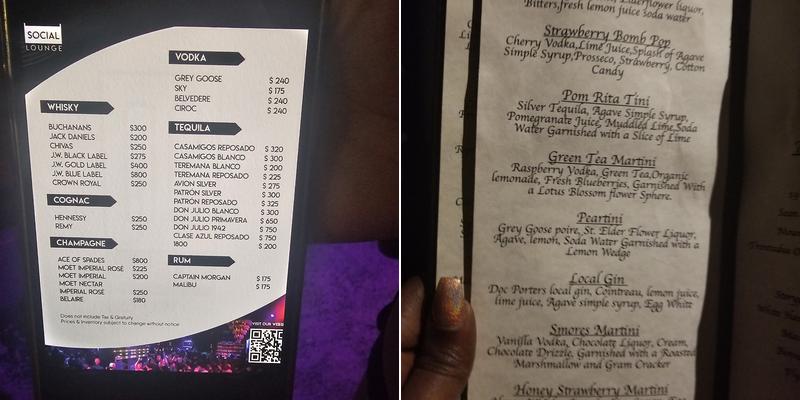 SOCIAL
LOUNGE
WHISKY
BUCHANANS $300
JACK DANIELS $200
CHIVAS $250
J.W. BLACK LABEL $275
J.W. GOLD LABEL $400
J.W. BLUE LABEL $800
CROWN ROYAL $250
COGNAC
HENNESSY $250
REMY $250
CHAMPAGNE
ACE OF SPADES $800
MOET IMPERIAL ROSE $225
MOET IMPERIAL $200
MOET NECTAR
IMPERIAL ROSE $250
BELAIRE $180
VODKA
GREY GOOSE $ 240
SKY $ 175
BELVEDERE $ 240
CIROC $ 240
TEQUILA
CASAMIGOS REPOSADO $ 320
CASAMIGOS BLANCO $ 300
TEREMANA BLANCO $ 200
TEREMANA REPOSADO $ 225
AVION SILVER $ 275
PATRÓN SILVER $ 300
PATRÓN REPOSADO $ 325
DON JULIO BLANCO $ 300
DON JULIO PRIMAVERA $ 650
DON JULIO 1942 $ 750
CLASE AZUL REPOSADO $ 750
1800 $ 200
RUM
CAPTAIN MORGAN $ 175
MALIBU $ 175
Does not include Tax & Gratuity
Prices & Inventory subject to change without notice
VISIT OUR WEBS
Elderflower liquor,
Bitters,fresh lemon juice soda water
Strawberry Bomb Pop
Cherry Vodka,Lime Juice,Splash of Agave
Simple Syrup,Prosseco, Strawberry, Cotton
Candy
Pom Rita Tini
Silver Tequila, Agave Simple Syrup,
Pomegranate Juice, Muddled Lime,Soda
Water Garnished with a Slice of Lime
Green Tea Martini
Raspberry Vodka, Green Tea,Organic
lemonade, Fresh Blueberries, Garnished With
a Lotus Blossom flower Sphere.
Peartini
Grey Goose poire, St. Elder Flower Liquor,
Agave, lemon, Soda Water Garnished with a
Lemon Wedge
Local Gin
Doc Porters local gin, Cointreau, lemon juice,
lime juice, Agave simple syrup, Egg White
Smores Martini
Vanilla Vodka, Chocolate Liquor, Cream,
Chocolate Drizzle, Garnished with a Roasted
Marshmallow and Gram Cracker
Honey Strawberry Martini